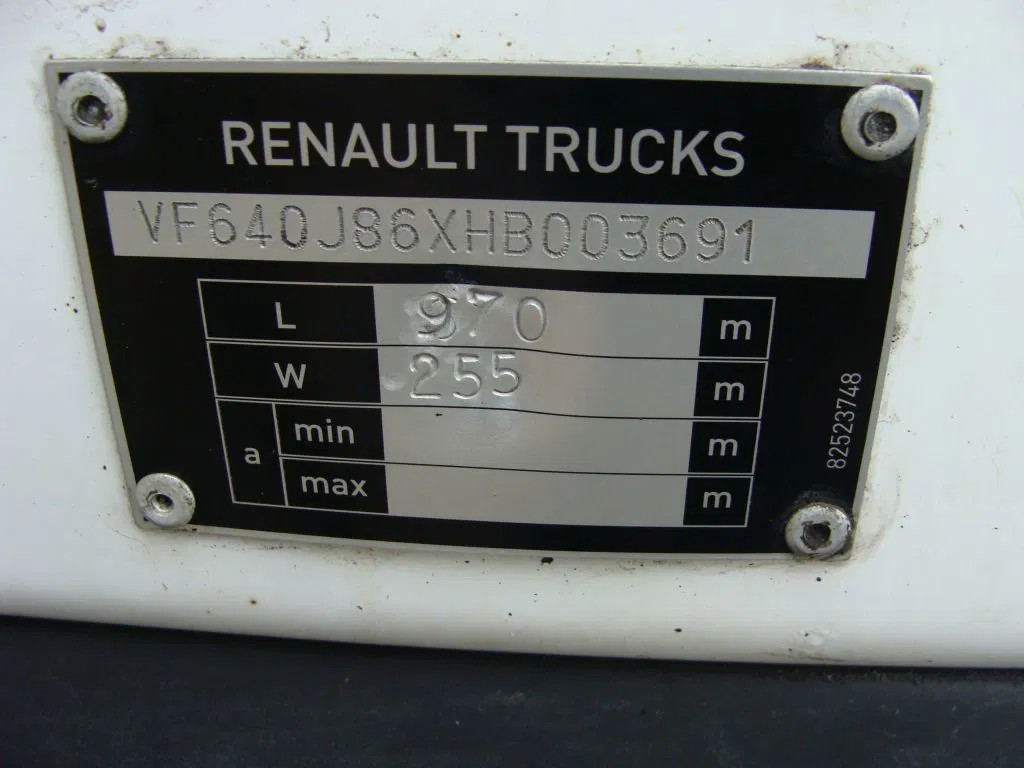 RENAULT TRUCKS
VF640J86XHB003691
L 970 m
W 255 m
a min m
max m
82523748